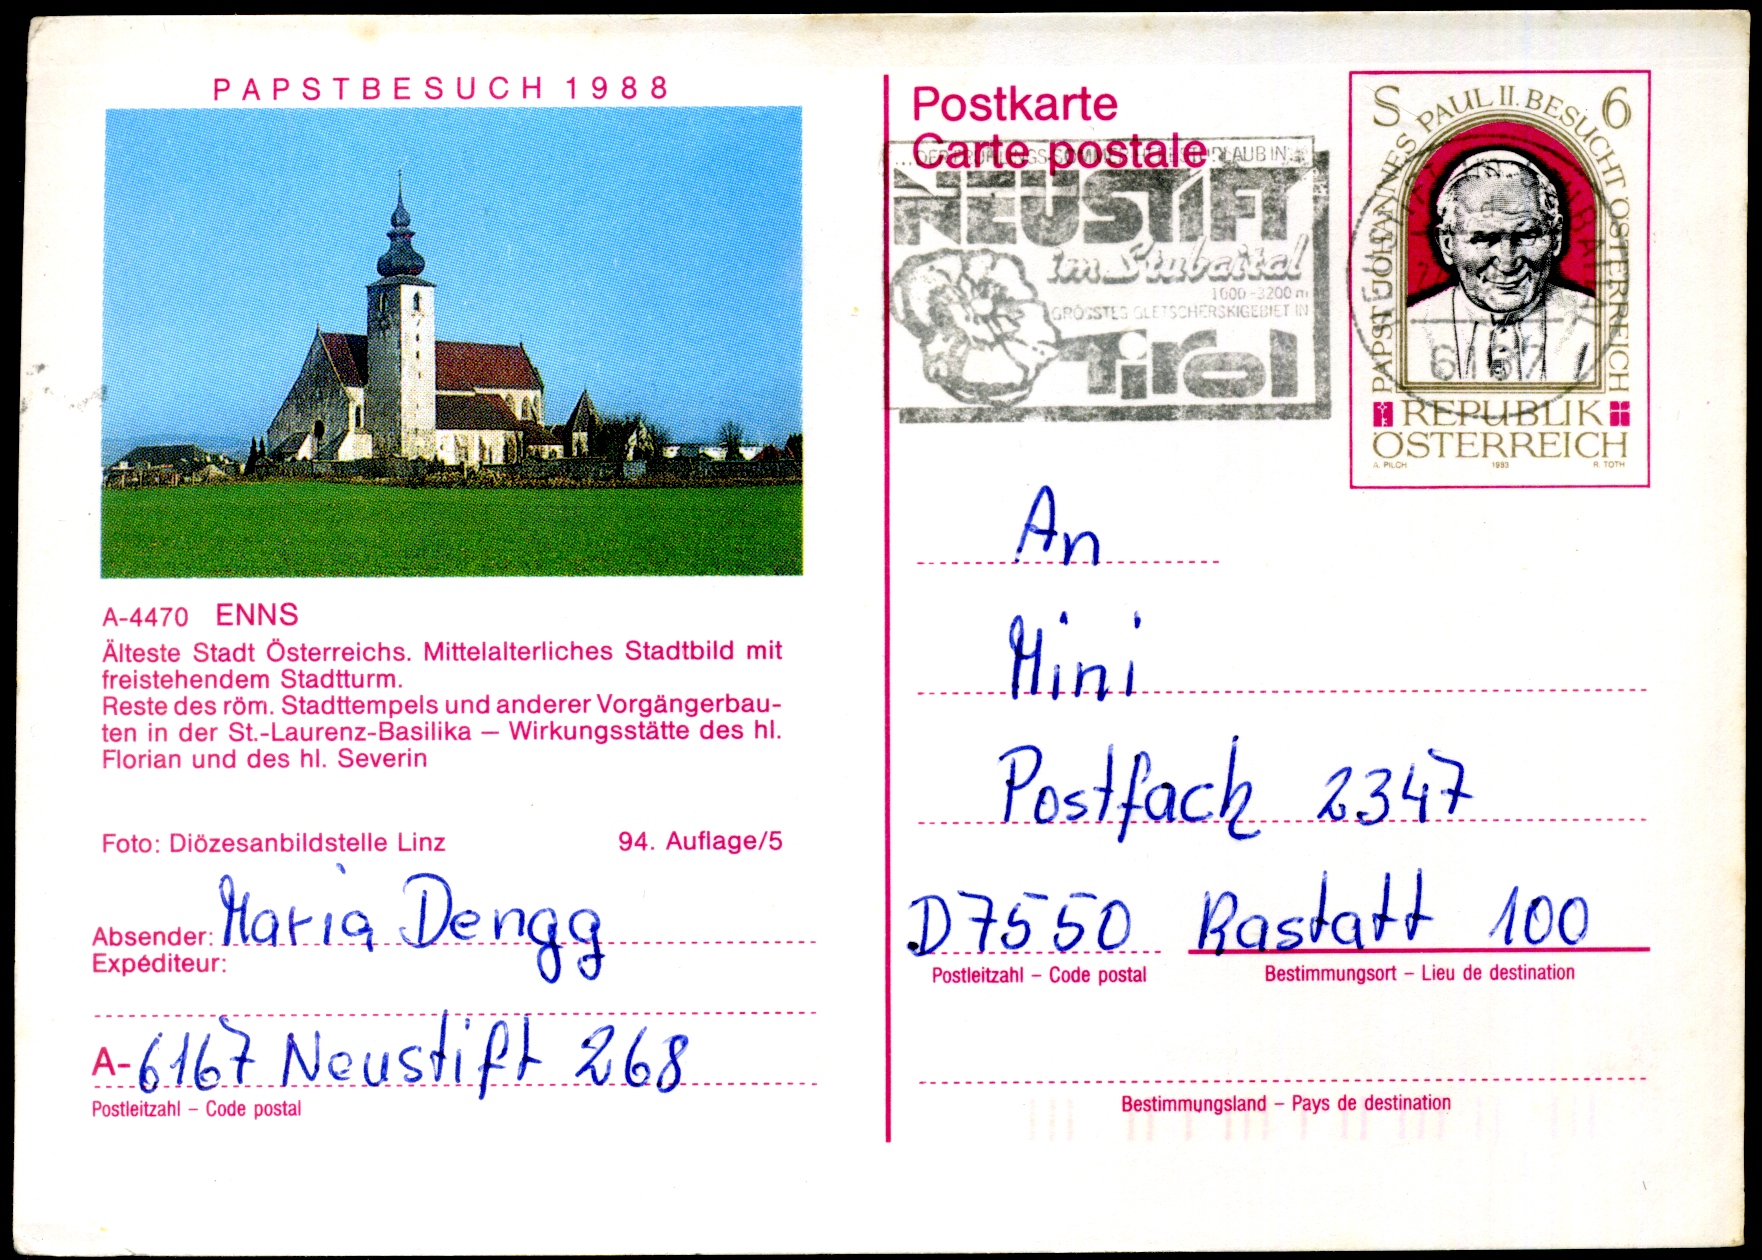 PAPSTBESUCH 1988
A-4470 ENNS
Älteste Stadt Österreichs. Mittelalterliches Stadtbild mit
freistehendem Stadtturm.
Reste des röm. Stadttempels und anderer Vorgängerbau-
ten in der St.-Laurenz-Basilika – Wirkungsstätte des hl.
Florian und des hl. Severin
Foto: Diözesanbildstelle Linz 94. Auflage/5
Absender: Maria Dengg
Expéditeur:
A-6167 Neustift 268
Postleitzahl – Code postal
Postkarte
Carte postale
NEUSTIFT
im Stubaital
1000-3200 m
GRÖSSTES GLETSCHERSKIGEBIET IN
Tirol
S 6
PAPST JOHANNES PAUL II. BESUCHT ÖSTERREICH
6167
REPUBLIK
ÖSTERREICH
A. PILCH 1983 R. TOTH
An
Mini
Postfach 2347
D7550 Rastatt 100
Postleitzahl – Code postal Bestimmungsort – Lieu de destination
Bestimmungsland – Pays de destination